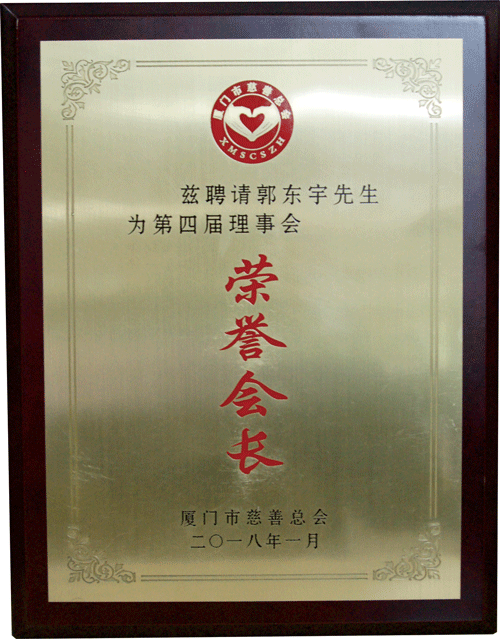 厦门市慈善总会
XMSCSZH
兹聘请郭东宇先生
为第四届理事会
荣誉会长
厦门市慈善总会
二〇一八年一月